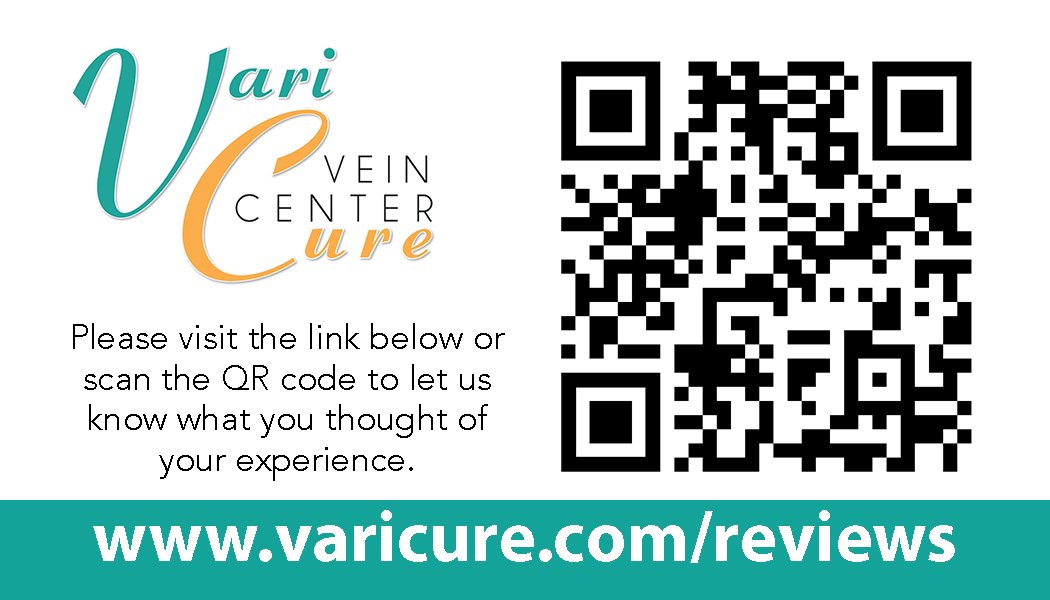 Vari
VEIN
CENTER
Cure
Please visit the link below or
scan the QR code to let us
know what you thought of
your experience.
www.varicure.com/reviews